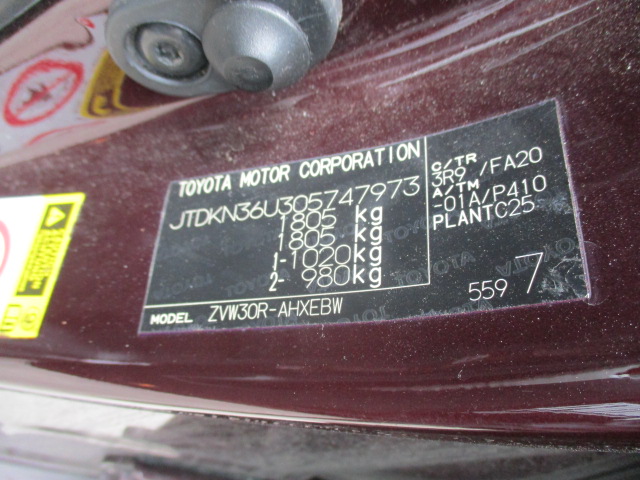 TOYOTA MOTOR CORPORATION
JTDKN36U305747973
1805 kg
1805 kg
1-1020kg
2- 980kg
MODEL ZVW30R-AHXEBW
C/TR
3R9 /FA20
A/TM
-01A/P410
PLANTC25
559 7